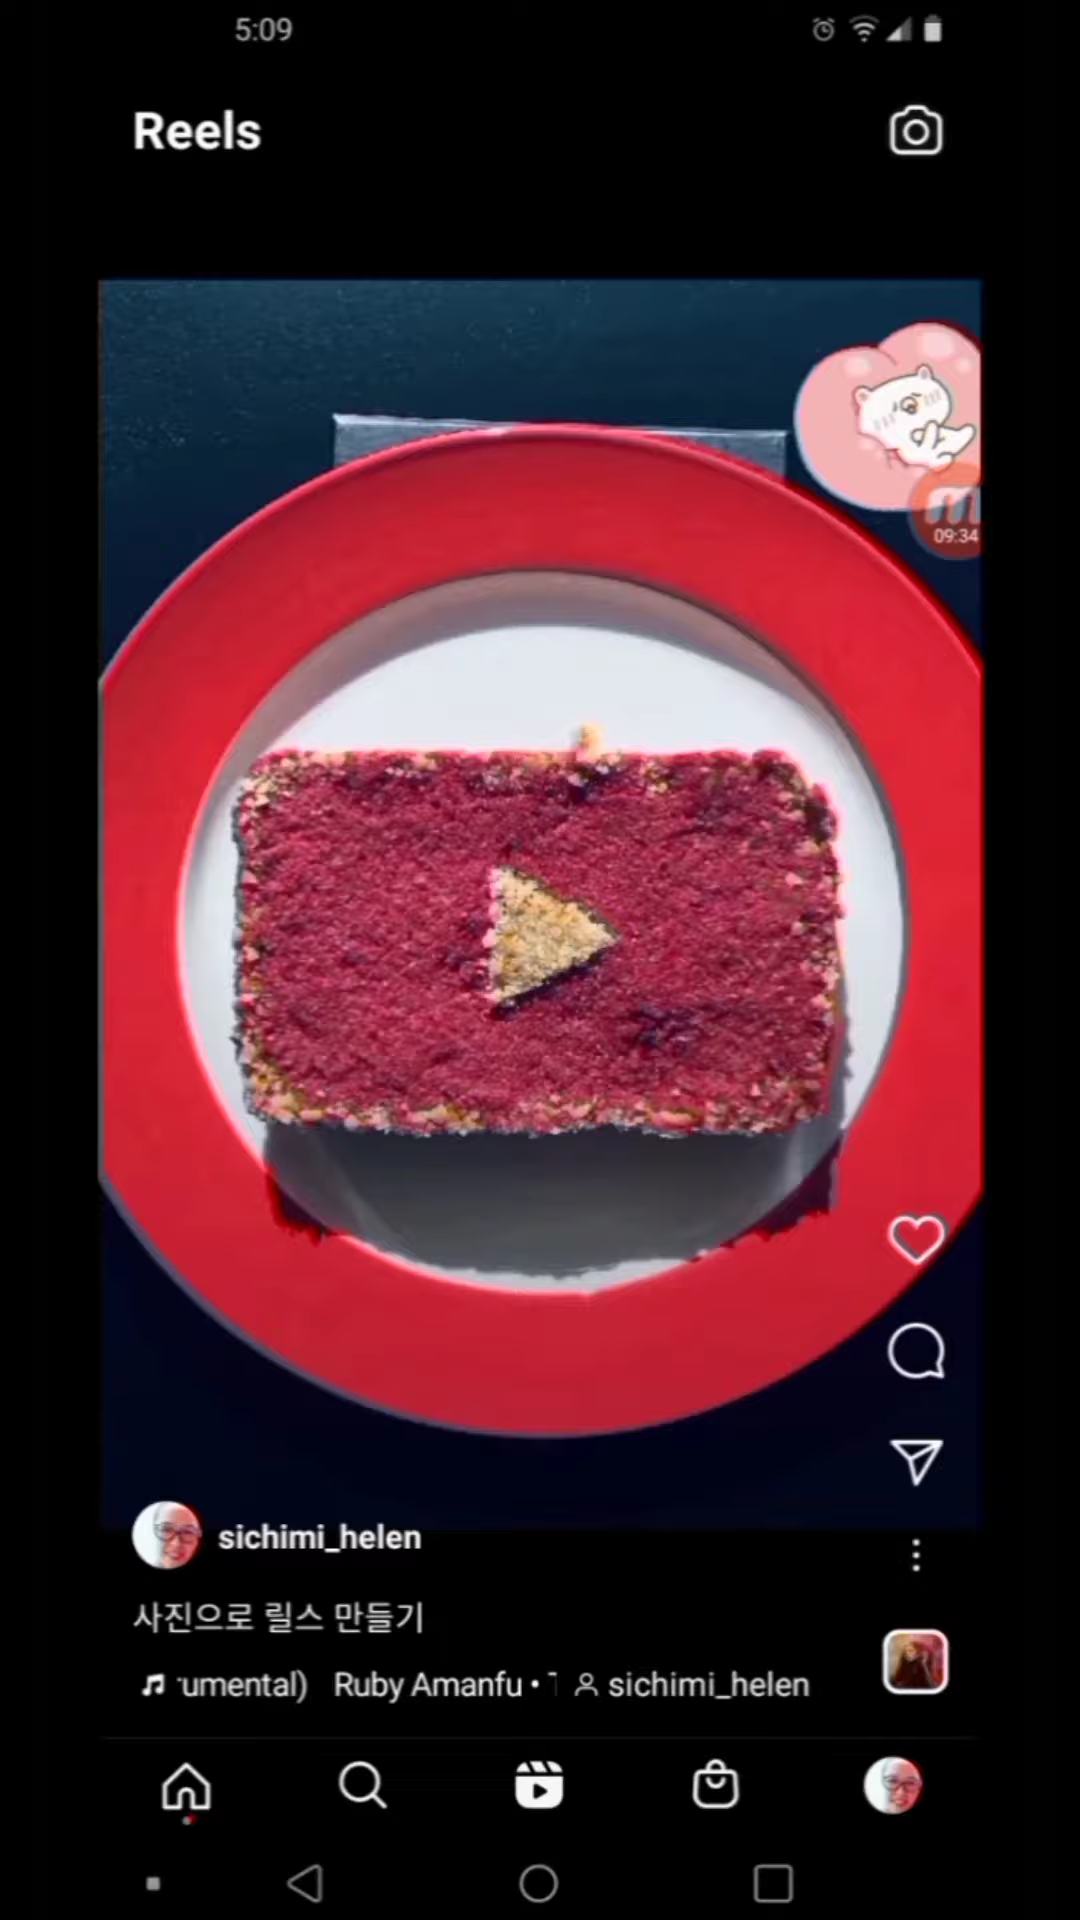 5:09
Reels
m
09:34
sichimi_helen
사진으로 릴스 만들기
umental) Ruby Amanfu • sichimi_helen